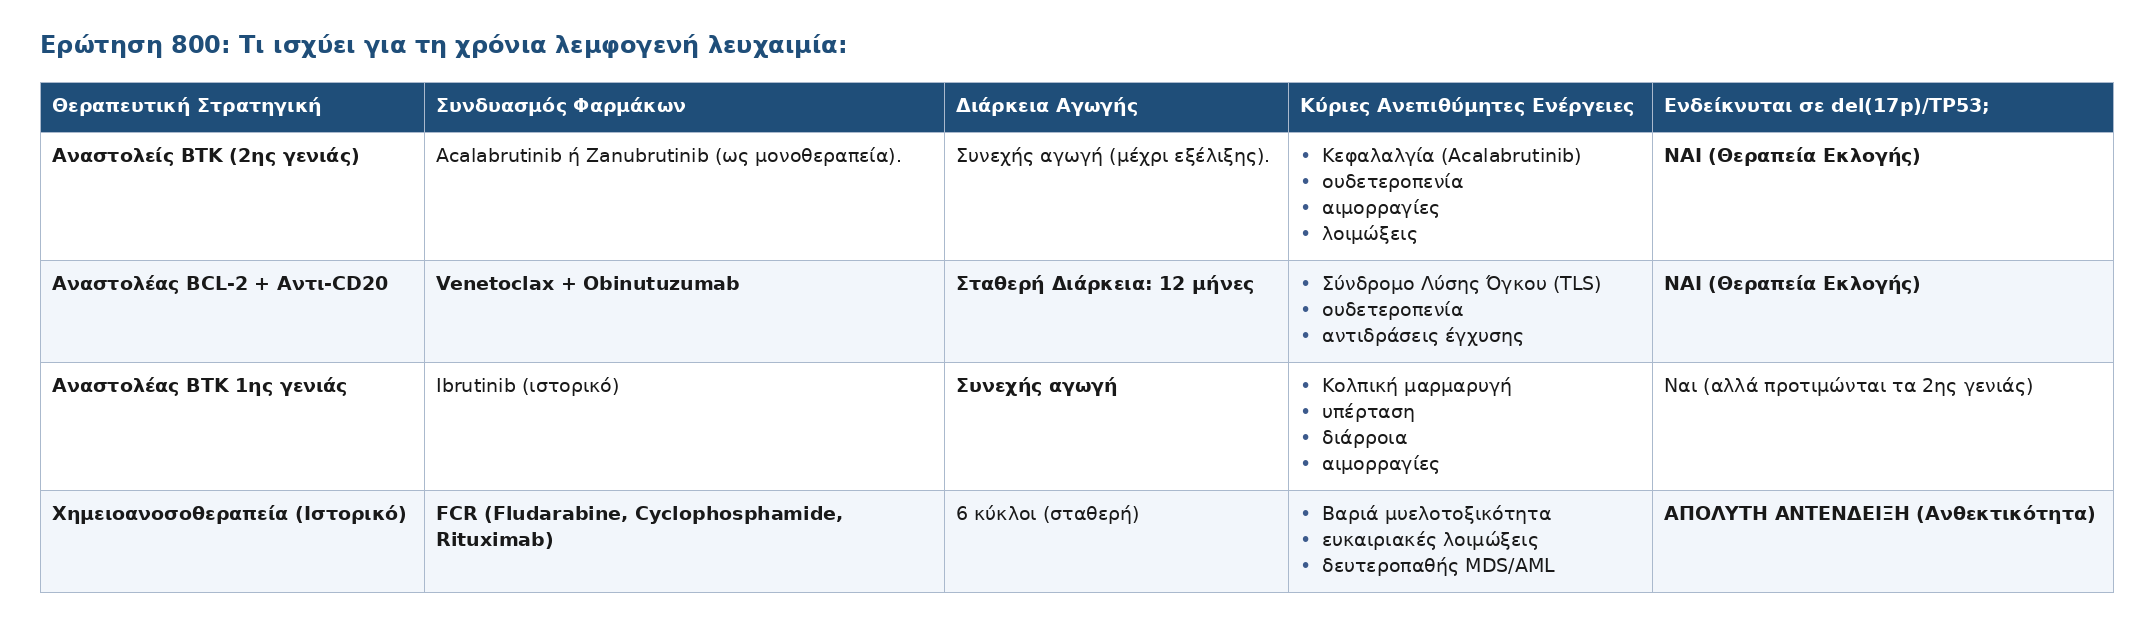 Ερώτηση 800: Τι ισχύει για τη χρόνια λεμφογενή λευχαιμία:
Θεραπευτική Στρατηγική
Συνδυασμός Φαρμάκων
Διάρκεια Αγωγής
Κύριες Ανεπιθύμητες Ενέργειες
Ενδείκνυται σε del(17p)/TP53;
Αναστολείς BTK (2ης γενιάς)
Acalabrutinib ή Zanubrutinib (ως μονοθεραπεία).
Συνεχής αγωγή (μέχρι εξέλιξης).
• Κεφαλαλγία (Acalabrutinib)
• ουδετεροπενία
• αιμορραγίες
• λοιμώξεις
ΝΑΙ (Θεραπεία Εκλογής)
Αναστολέας BCL-2 + Αντι-CD20
Venetoclax + Obinutuzumab
Σταθερή Διάρκεια: 12 μήνες
• Σύνδρομο Λύσης Όγκου (TLS)
• ουδετεροπενία
• αντιδράσεις έγχυσης
ΝΑΙ (Θεραπεία Εκλογής)
Αναστολέας BTK 1ης γενιάς
Ibrutinib (ιστορικό)
Συνεχής αγωγή
• Κολπική μαρμαρυγή
• υπέρταση
• διάρροια
• αιμορραγίες
Ναι (αλλά προτιμώνται τα 2ης γενιάς)
Χημειοανοσοθεραπεία (Ιστορικό)
FCR (Fludarabine, Cyclophosphamide,
Rituximab)
6 κύκλοι (σταθερή)
• Βαριά μυελοτοξικότητα
• ευκαιριακές λοιμώξεις
• δευτεροπαθής MDS/AML
ΑΠΟΛΥΤΗ ΑΝΤΕΝΔΕΙΞΗ (Ανθεκτικότητα)